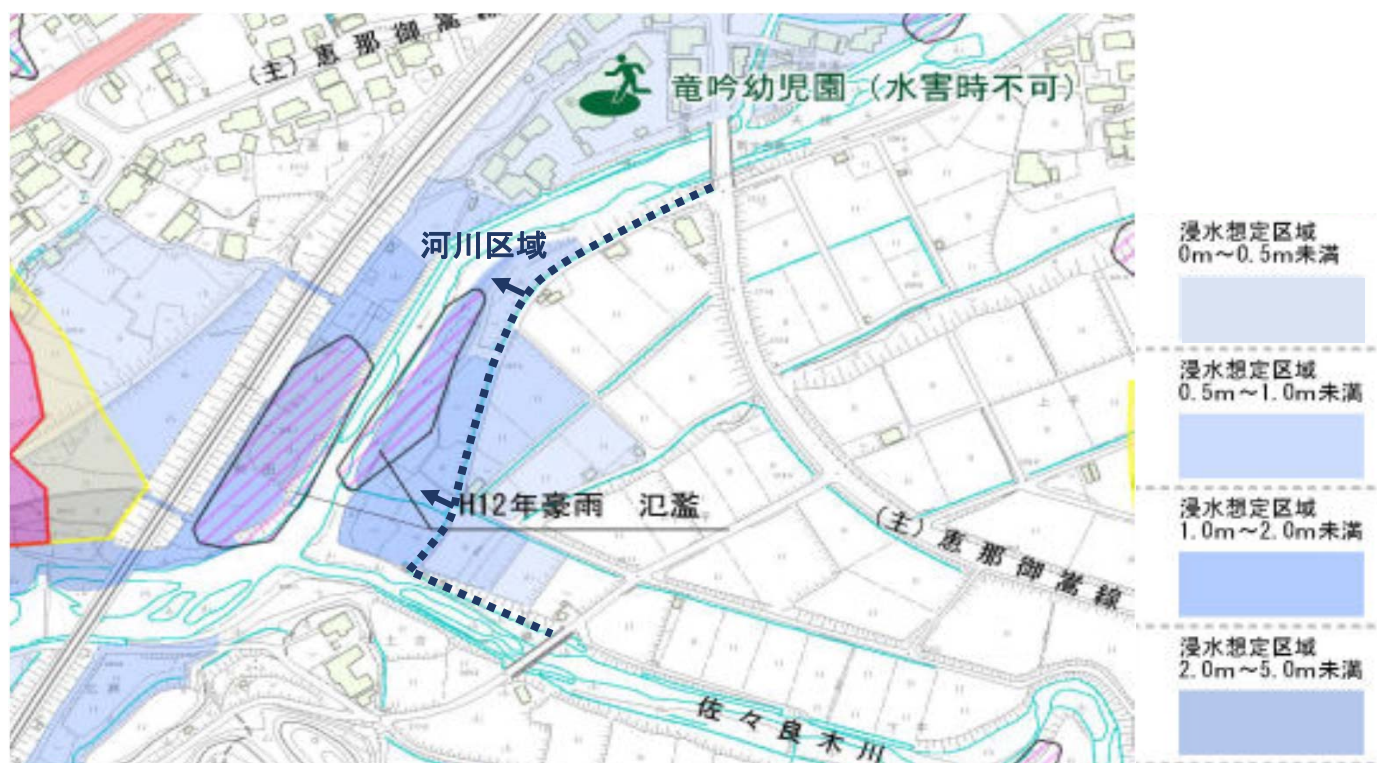 (主)恵那御嵩線
竜吟幼児園(水害時不可)
河川区域
H12年豪雨 氾濫
(主)恵那御嵩線
佐々良木川
浸水想定区域
0m～0.5m未満
浸水想定区域
0.5m～1.0m未満
浸水想定区域
1.0m～2.0m未満
浸水想定区域
2.0m～5.0m未満